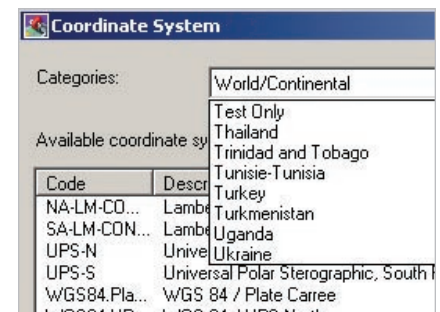 Coordinate System
Categories:
World/Continental
Test Only
Thailand
Trinidad and Tobago
Tunisie-Tunisia
Turkey
Turkmenistan
Uganda
Ukraine
Available coordinate sy
Code Descr
NA-LM-CO... Lambe
SA-LM-CON... Lambe
UPS-N Unive
UPS-S Universal Polar Sterographic, South
WGS84.Pla... WGS 84 / Plate Carree